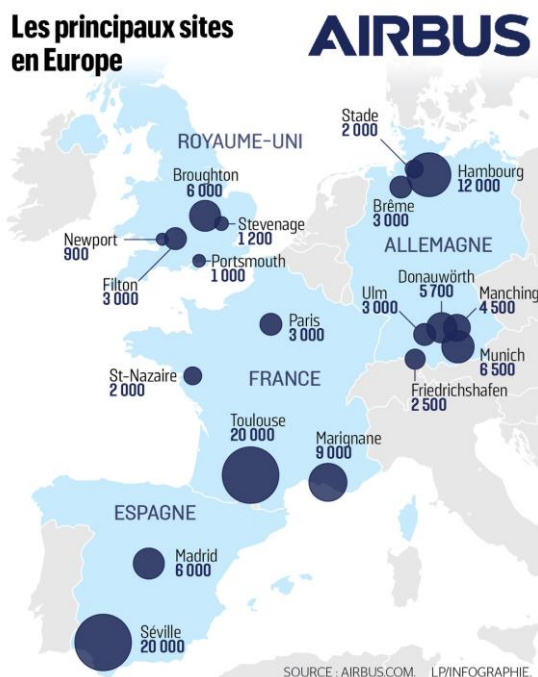 Les principaux sites
en Europe
AIRBUS
ROYAUME-UNI
Broughton
6 000
Stevenage
1 200
Newport
900
Portsmouth
1 000
Filton
3 000
Stade
2 000
Hambourg
12 000
Brême
3 000
ALLEMAGNE
Donauwörth
5 700
Manching
4 500
Ulm
3 000
Munich
6 500
Friedrichshafen
2 500
Paris
3 000
St-Nazaire
2 000
FRANCE
Toulouse
20 000
Marignane
9 000
ESPAGNE
Madrid
6 000
Séville
20 000
SOURCE : AIRBUS.COM. LP/INFOGRAPHIE.